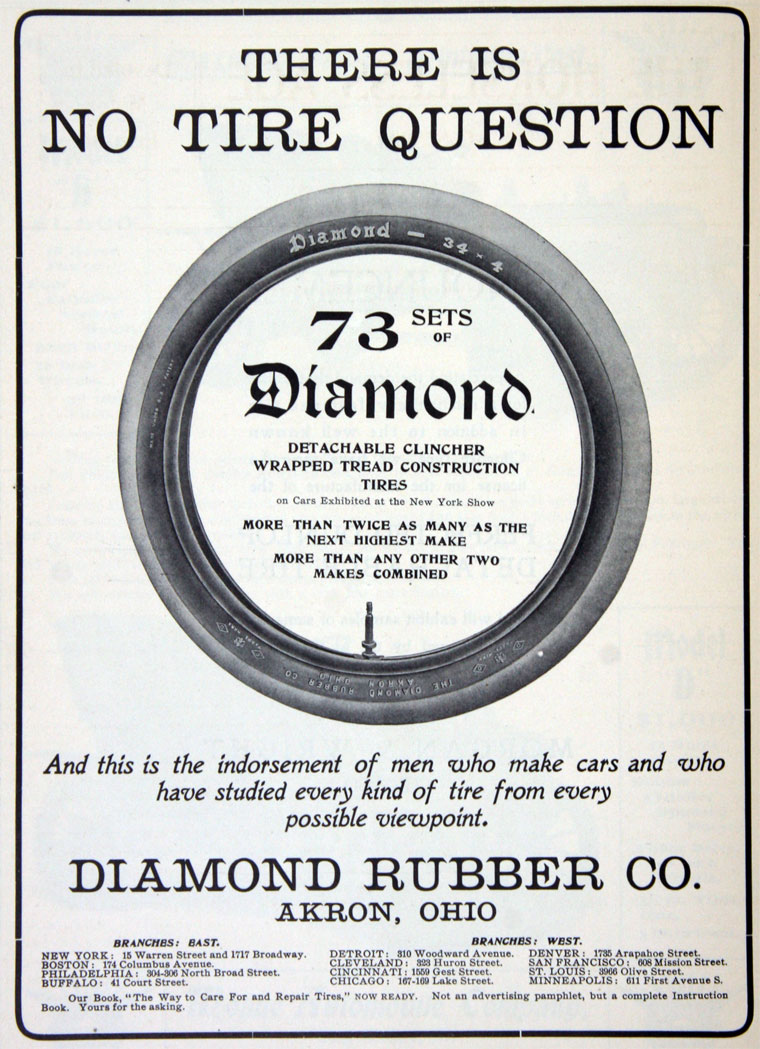 THERE IS
NO TIRE QUESTION
Diamond — 34 × 4
73 SETS
OF
Diamond
DETACHABLE CLINCHER
WRAPPED TREAD CONSTRUCTION
TIRES
on Cars Exhibited at the New York Show
MORE THAN TWICE AS MANY AS THE
NEXT HIGHEST MAKE
MORE THAN ANY OTHER TWO
MAKES COMBINED
THE DIAMOND RUBBER CO.
AKRON OHIO
And this is the indorsement of men who make cars and who
have studied every kind of tire from every
possible viewpoint.
DIAMOND RUBBER CO.
AKRON, OHIO
BRANCHES: EAST.
NEW YORK: 15 Warren Street and 1717 Broadway.
BOSTON: 174 Columbus Avenue.
PHILADELPHIA: 304-306 North Broad Street.
BUFFALO: 41 Court Street.
BRANCHES: WEST.
DETROIT: 310 Woodward Avenue. DENVER: 1735 Arapahoe Street.
CLEVELAND: 323 Huron Street. SAN FRANCISCO: 608 Mission Street.
CINCINNATI: 1559 Gest Street. ST. LOUIS: 3966 Olive Street.
CHICAGO: 167-169 Lake Street. MINNEAPOLIS: 611 First Avenue S.
Our Book, "The Way to Care For and Repair Tires," NOW READY. Not an advertising pamphlet, but a complete Instruction
Book. Yours for the asking.